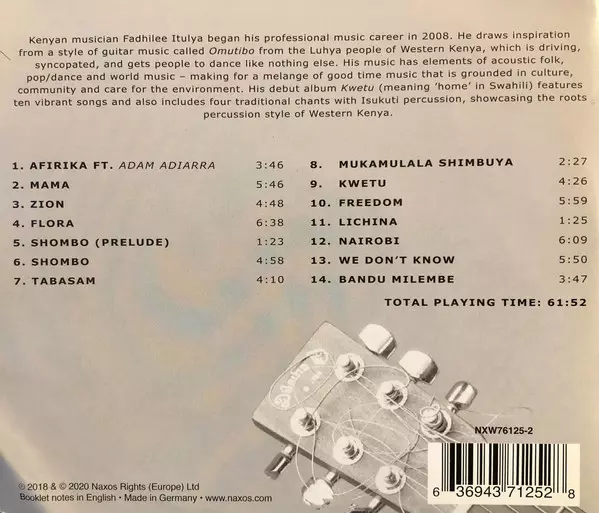 Kenyan musician Fadhilee Itulya began his professional music career in 2008. He draws inspiration
from a style of guitar music called Omutibo from the Luhya people of Western Kenya, which is driving,
syncopated, and gets people to dance like nothing else. His music has elements of acoustic folk,
pop/dance and world music – making for a melange of good time music that is grounded in culture,
community and care for the environment. His debut album Kwetu (meaning 'home' in Swahili) features
ten vibrant songs and also includes four traditional chants with Isukuti percussion, showcasing the roots
percussion style of Western Kenya.
1. AFIRIKA FT. ADAM ADIARRA 3:46
2. MAMA 5:46
3. ZION 4:48
4. FLORA 6:38
5. SHOMBO (PRELUDE) 1:23
6. SHOMBO 4:58
7. TABASAM 4:10
8. MUKAMULALA SHIMBUYA 2:27
9. KWETU 4:26
10. FREEDOM 5:59
11. LICHINA 1:25
12. NAIROBI 6:09
13. WE DON'T KNOW 5:50
14. BANDU MILEMBE 3:47
TOTAL PLAYING TIME: 61:52
NXW76125-2
℗ 2018 & © 2020 Naxos Rights (Europe) Ltd
Booklet notes in English • Made in Germany • www.naxos.com
6 36943 71252 8